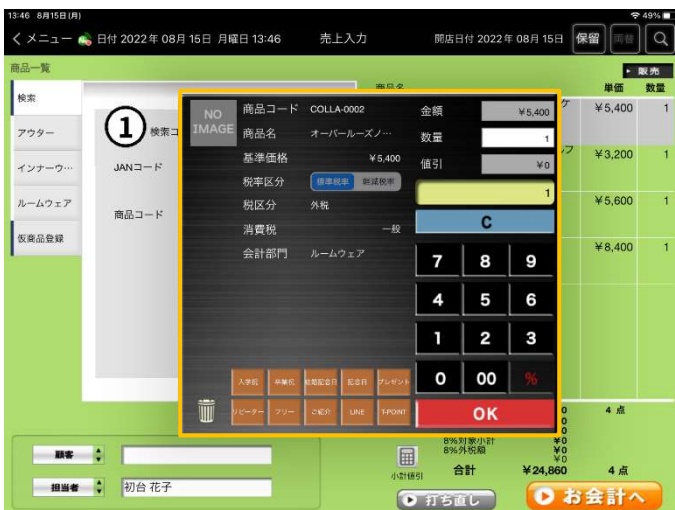 13:46 8月15日(月) 49%
メニュー 日付 2022年 08月 15日 月曜日 13:46 売上入力 開店日付 2022年 08月 15日 保留 両替
商品一覧 販売
商品名 単価 数量
検索
アウター
インナーウ…
ルームウェア
仮商品登録
① 検索コ
JANコード
商品コード
NO IMAGE
商品コード COLLA-0002
商品名 オーバールーズノ…
基準価格 ¥5,400
税率区分 標準税率 軽減税率
税区分 外税
消費税 一般
会計部門 ルームウェア
金額 ¥5,400
数量 1
値引 ¥0
1
C
7 8 9
4 5 6
1 2 3
0 00 %
OK
入学祝 卒業祝 結婚記念日 記念日 プレゼント
リピーター フリー ご紹介 LINE T-POINT
ケ ¥5,400 1
¥3,200 1
¥5,600 1
¥8,400 1
0 4 点
0
0
8%対象小計 ¥0
8%外税額 ¥0
¥0
小計値引 合計 ¥24,860 4 点
顧客
担当者 初台 花子
打ち直し お会計へ